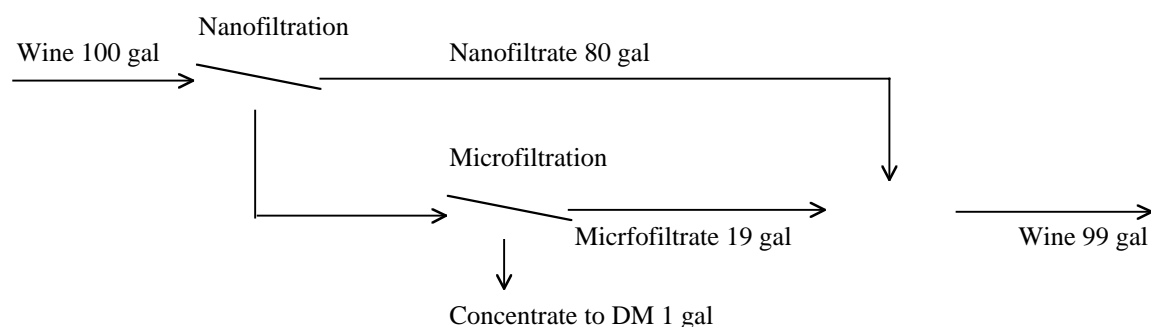 Nanofiltration
Wine 100 gal
Nanofiltrate 80 gal
Microfiltration
Micrfofiltrate 19 gal
Wine 99 gal
Concentrate to DM 1 gal